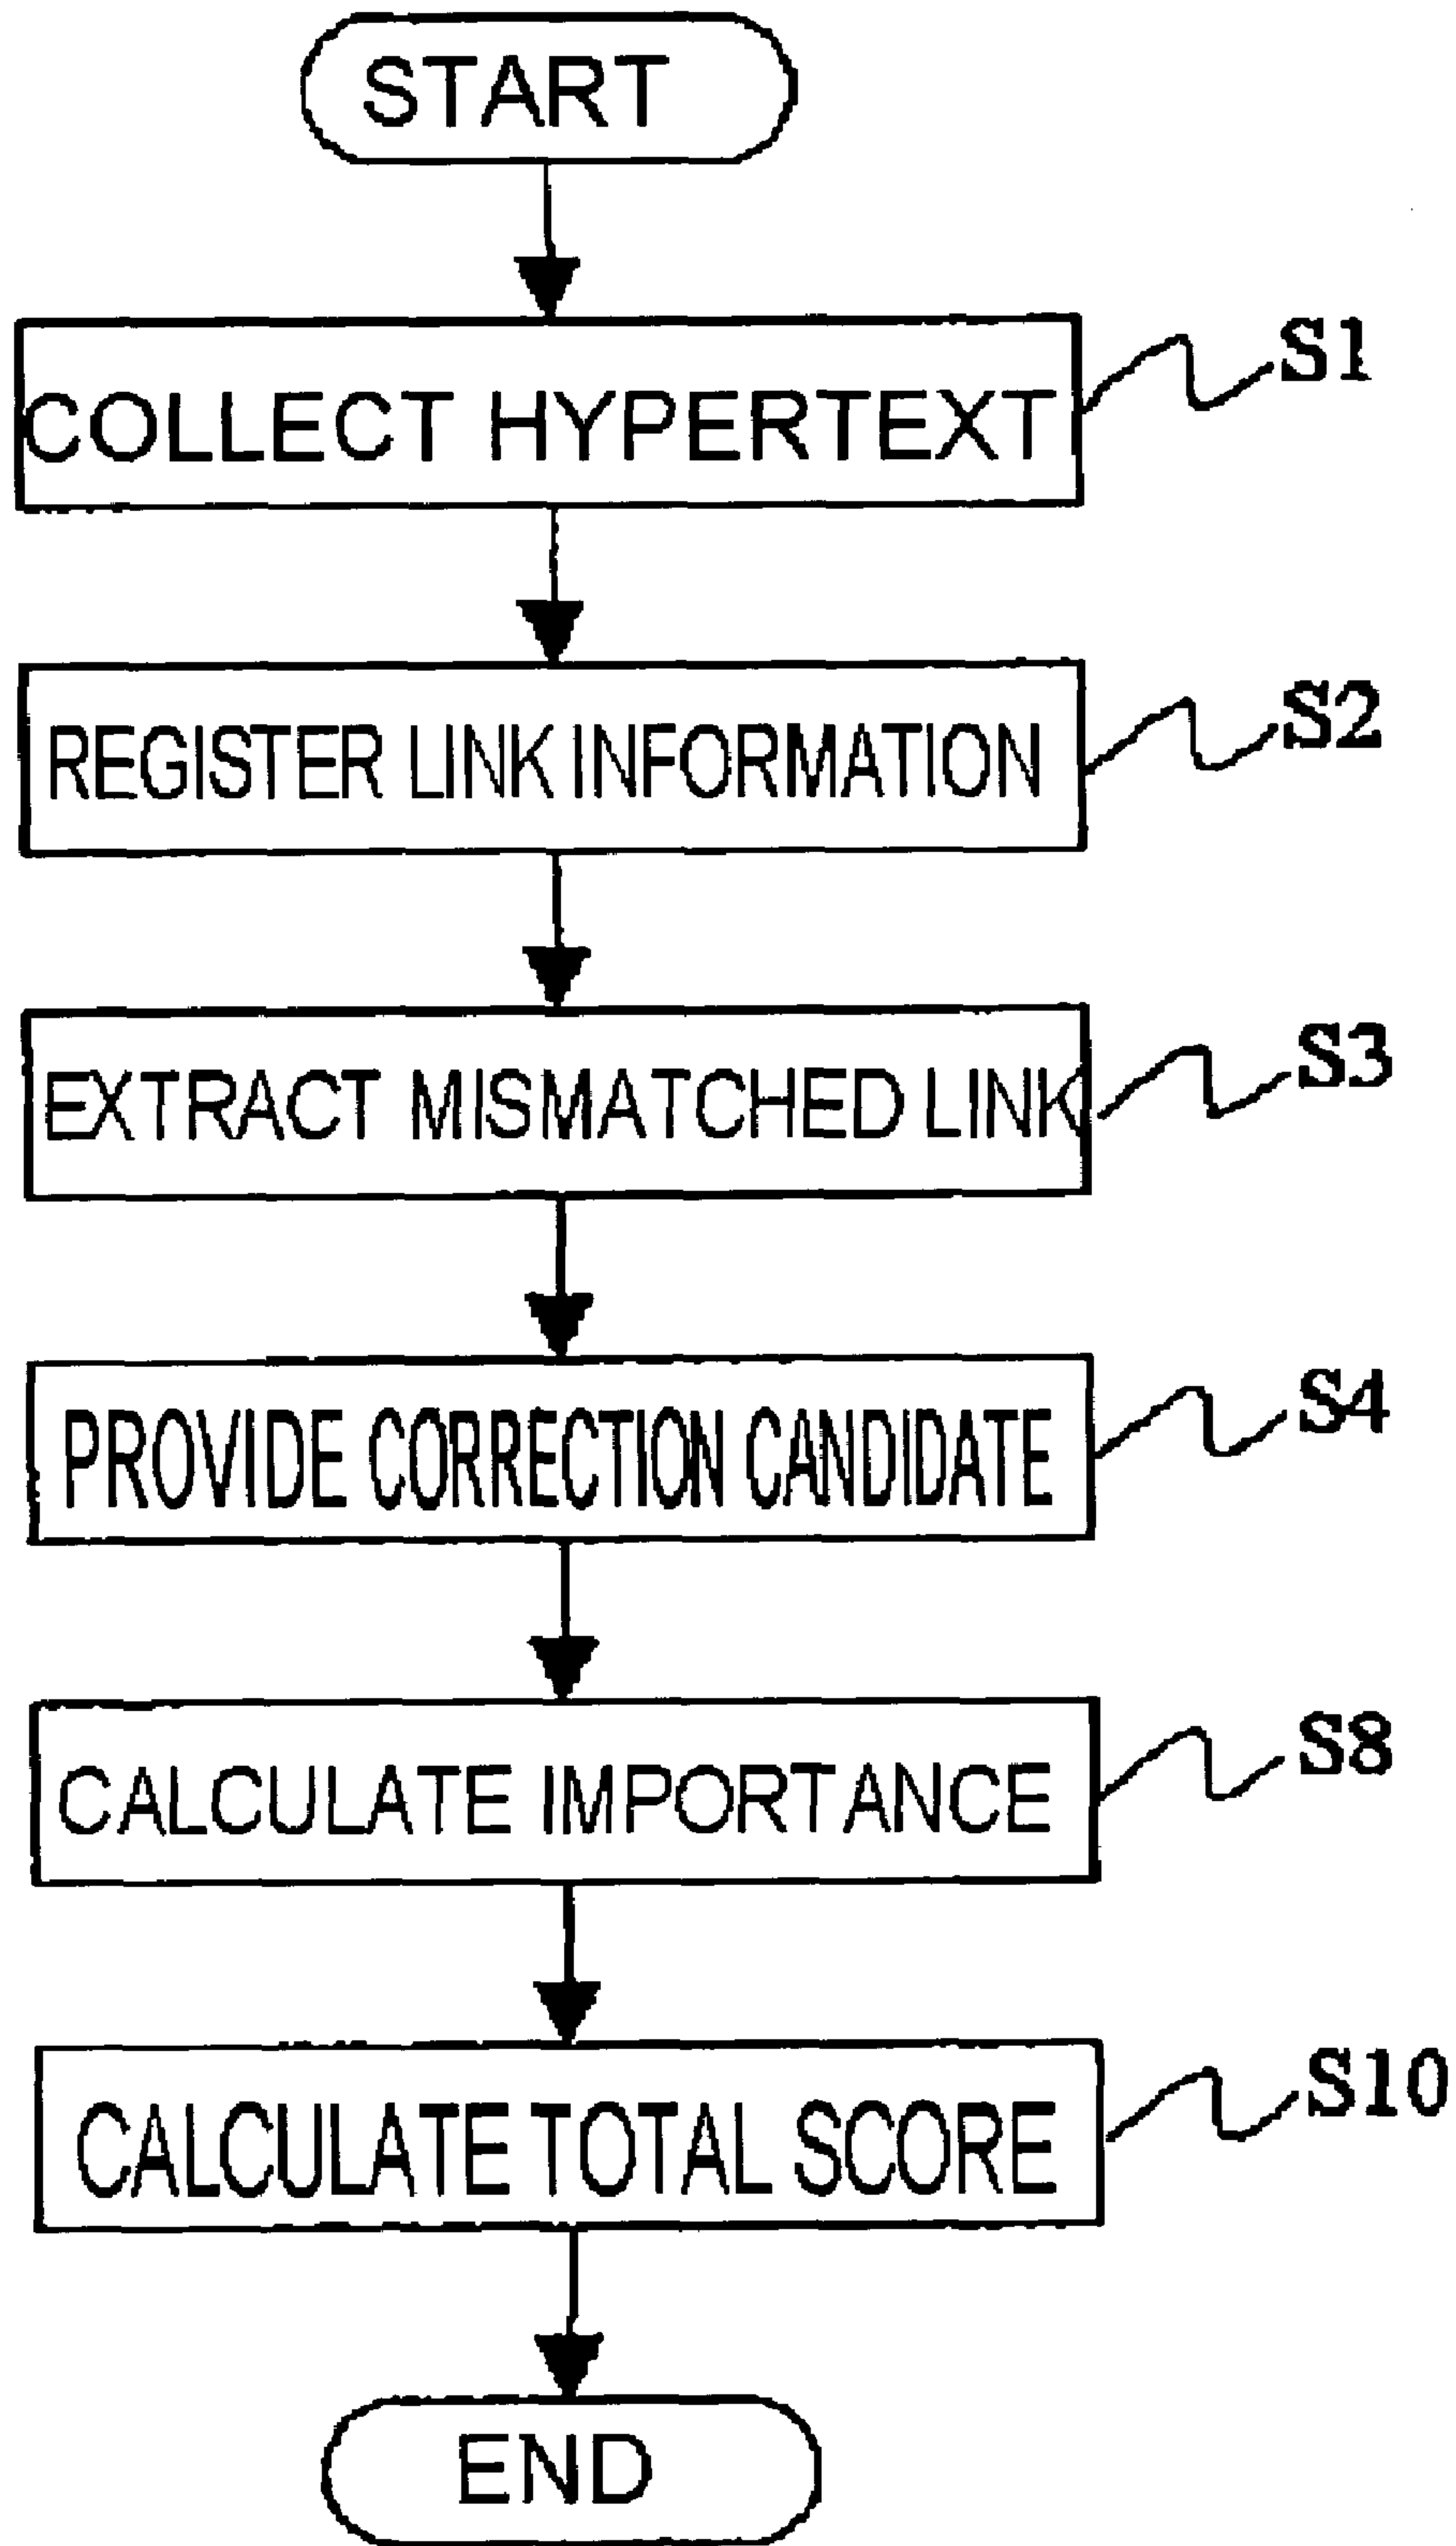 START
COLLECT HYPERTEXT
S1
REGISTER LINK INFORMATION
S2
EXTRACT MISMATCHED LINK
S3
PROVIDE CORRECTION CANDIDATE
S4
CALCULATE IMPORTANCE
S8
CALCULATE TOTAL SCORE
S10
END